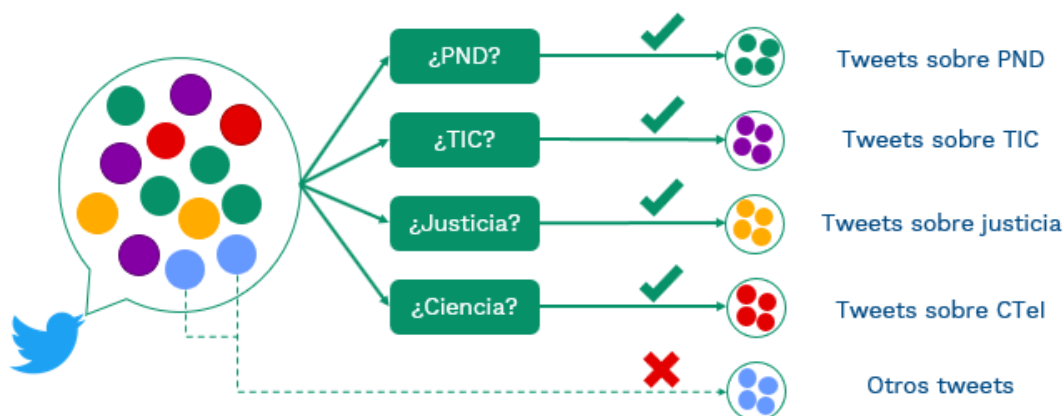 ¿PND?
Tweets sobre PND
¿TIC?
Tweets sobre TIC
¿Justicia?
Tweets sobre justicia
¿Ciencia?
Tweets sobre CTeI
Otros tweets